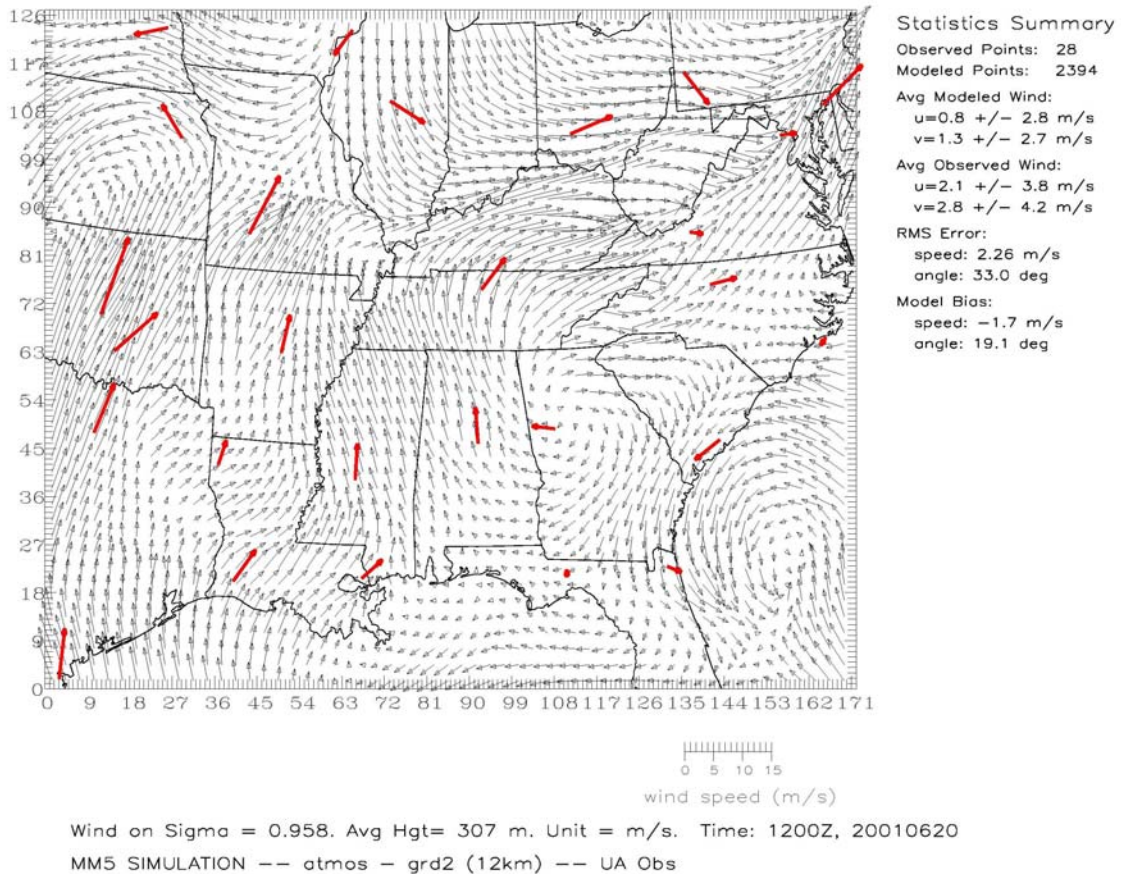 126
117
108
99
90
81
72
63
54
45
36
27
18
9
0
0 9 18 27 36 45 54 63 72 81 90 99 108 117 126 135 144 153 162 171
Statistics Summary
Observed Points: 28
Modeled Points: 2394
Avg Modeled Wind:
u=0.8 +/- 2.8 m/s
v=1.3 +/- 2.7 m/s
Avg Observed Wind:
u=2.1 +/- 3.8 m/s
v=2.8 +/- 4.2 m/s
RMS Error:
speed: 2.26 m/s
angle: 33.0 deg
Model Bias:
speed: -1.7 m/s
angle: 19.1 deg
0 5 10 15
wind speed (m/s)
Wind on Sigma = 0.958. Avg Hgt= 307 m. Unit = m/s. Time: 1200Z, 20010620
MM5 SIMULATION -- atmos - grd2 (12km) -- UA Obs